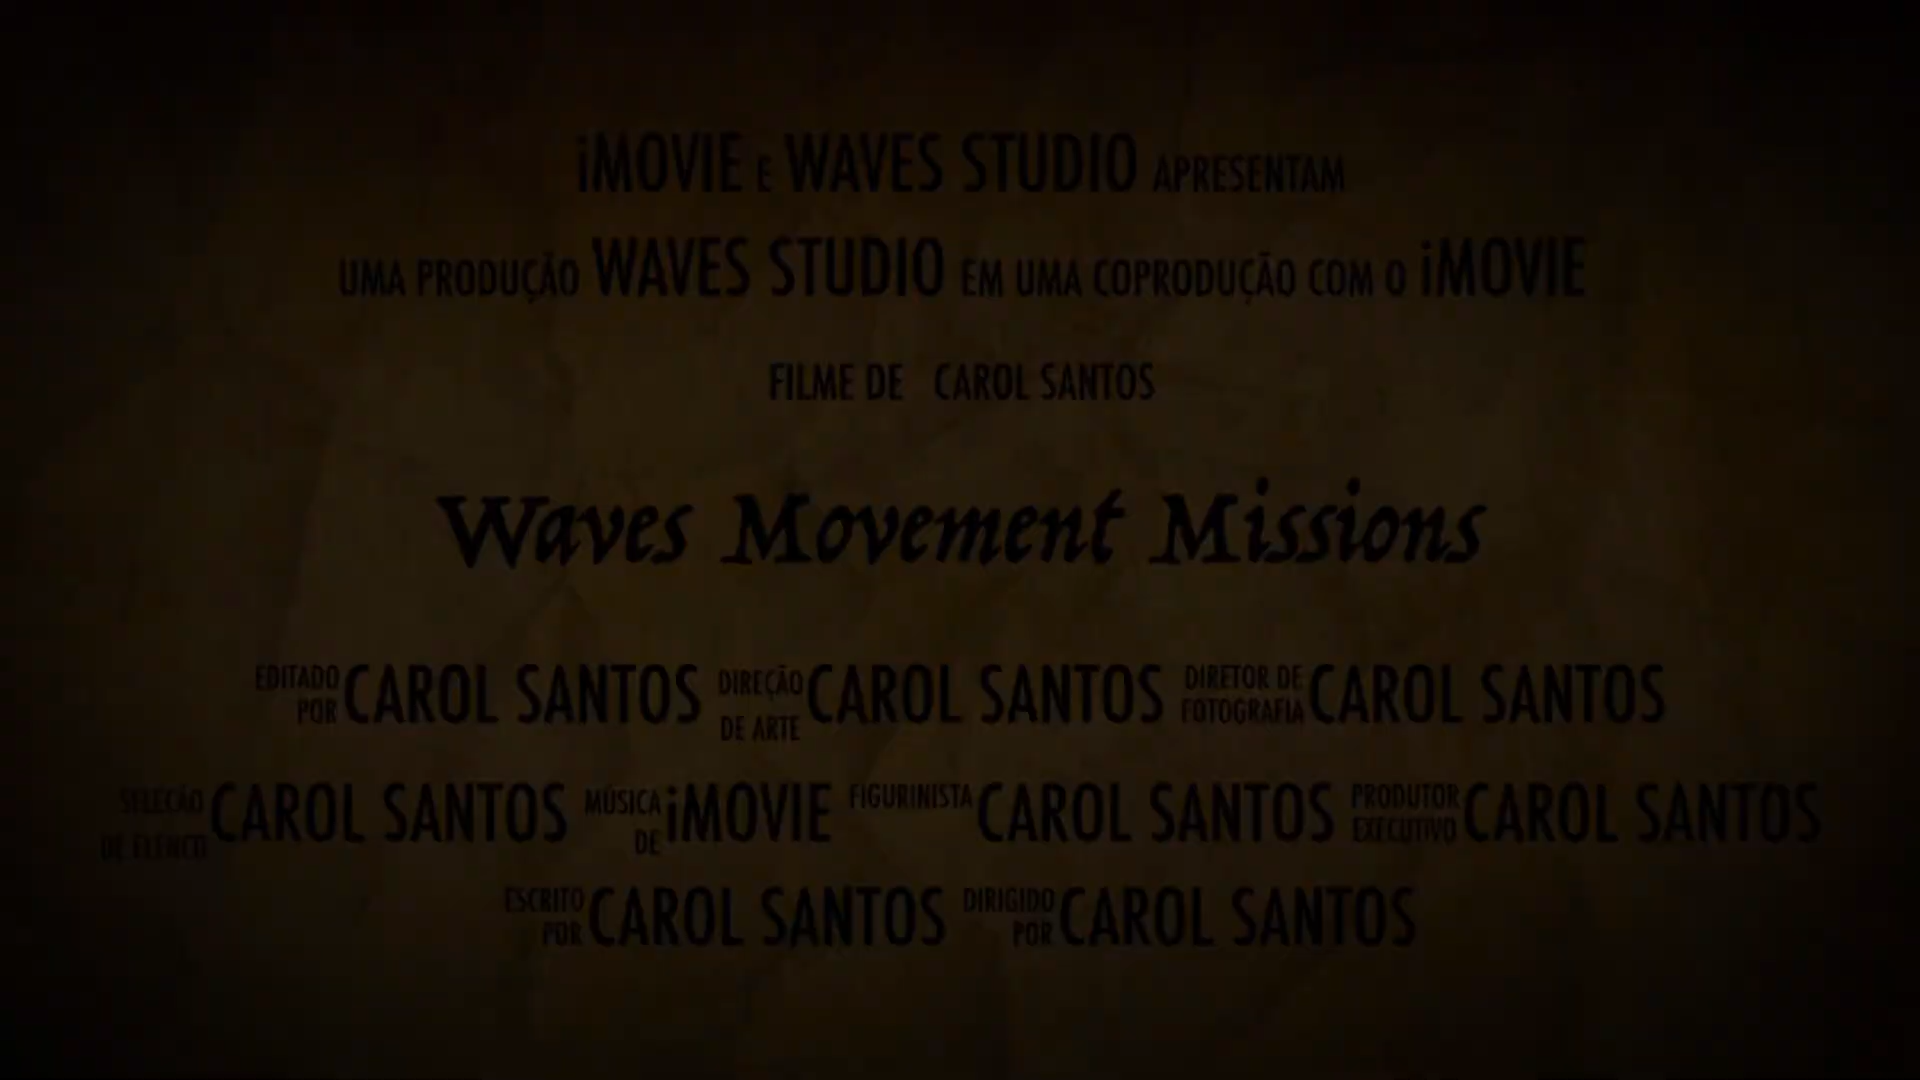 iMOVIE E WAVES STUDIO APRESENTAM
UMA PRODUÇÃO WAVES STUDIO EM UMA COPRODUÇÃO COM O iMOVIE
FILME DE CAROL SANTOS
Waves Movement Missions
EDITADO POR CAROL SANTOS DIREÇÃO DE ARTE CAROL SANTOS DIRETOR DE FOTOGRAFIA CAROL SANTOS
SELEÇÃO DE ELENCO CAROL SANTOS MÚSICA DE iMOVIE FIGURINISTA CAROL SANTOS PRODUTOR EXECUTIVO CAROL SANTOS
ESCRITO POR CAROL SANTOS DIRIGIDO POR CAROL SANTOS